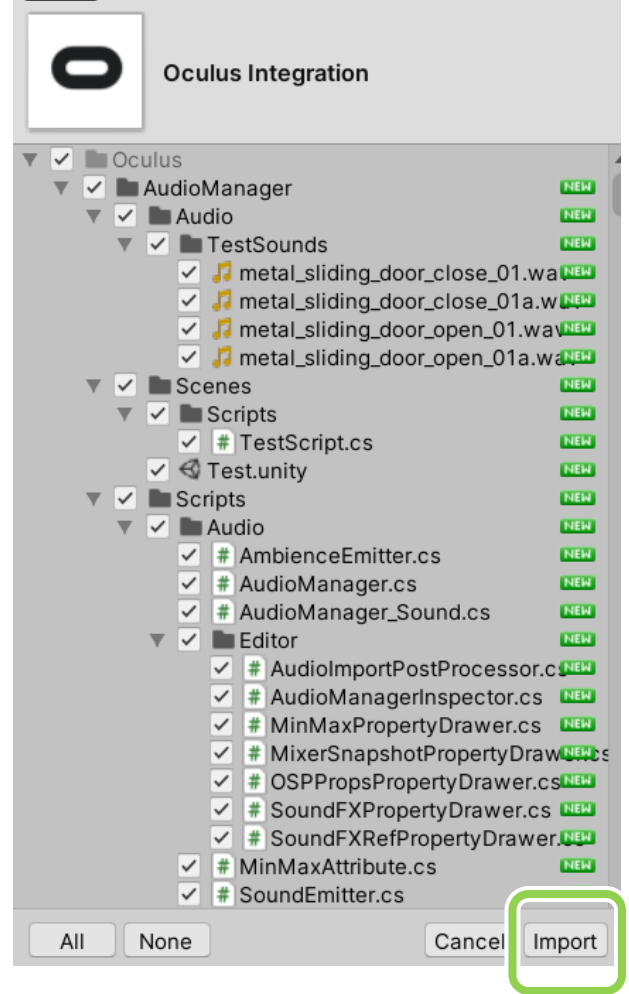 Oculus Integration
Oculus
AudioManager NEW
Audio NEW
TestSounds NEW
metal_sliding_door_close_01.wav NEW
metal_sliding_door_close_01a.wav NEW
metal_sliding_door_open_01.wav NEW
metal_sliding_door_open_01a.wav NEW
Scenes NEW
Scripts NEW
# TestScript.cs NEW
Test.unity NEW
Scripts NEW
Audio NEW
# AmbienceEmitter.cs NEW
# AudioManager.cs NEW
# AudioManager_Sound.cs NEW
Editor NEW
# AudioImportPostProcessor.cs NEW
# AudioManagerInspector.cs NEW
# MinMaxPropertyDrawer.cs NEW
# MixerSnapshotPropertyDrawer.cs NEW
# OSPPropsPropertyDrawer.cs NEW
# SoundFXPropertyDrawer.cs NEW
# SoundFXRefPropertyDrawer.cs NEW
# MinMaxAttribute.cs NEW
# SoundEmitter.cs
All None Cancel Import